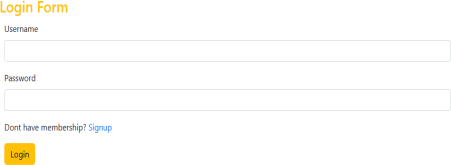 Login Form
Username
Password
Dont have membership? Signup
Login